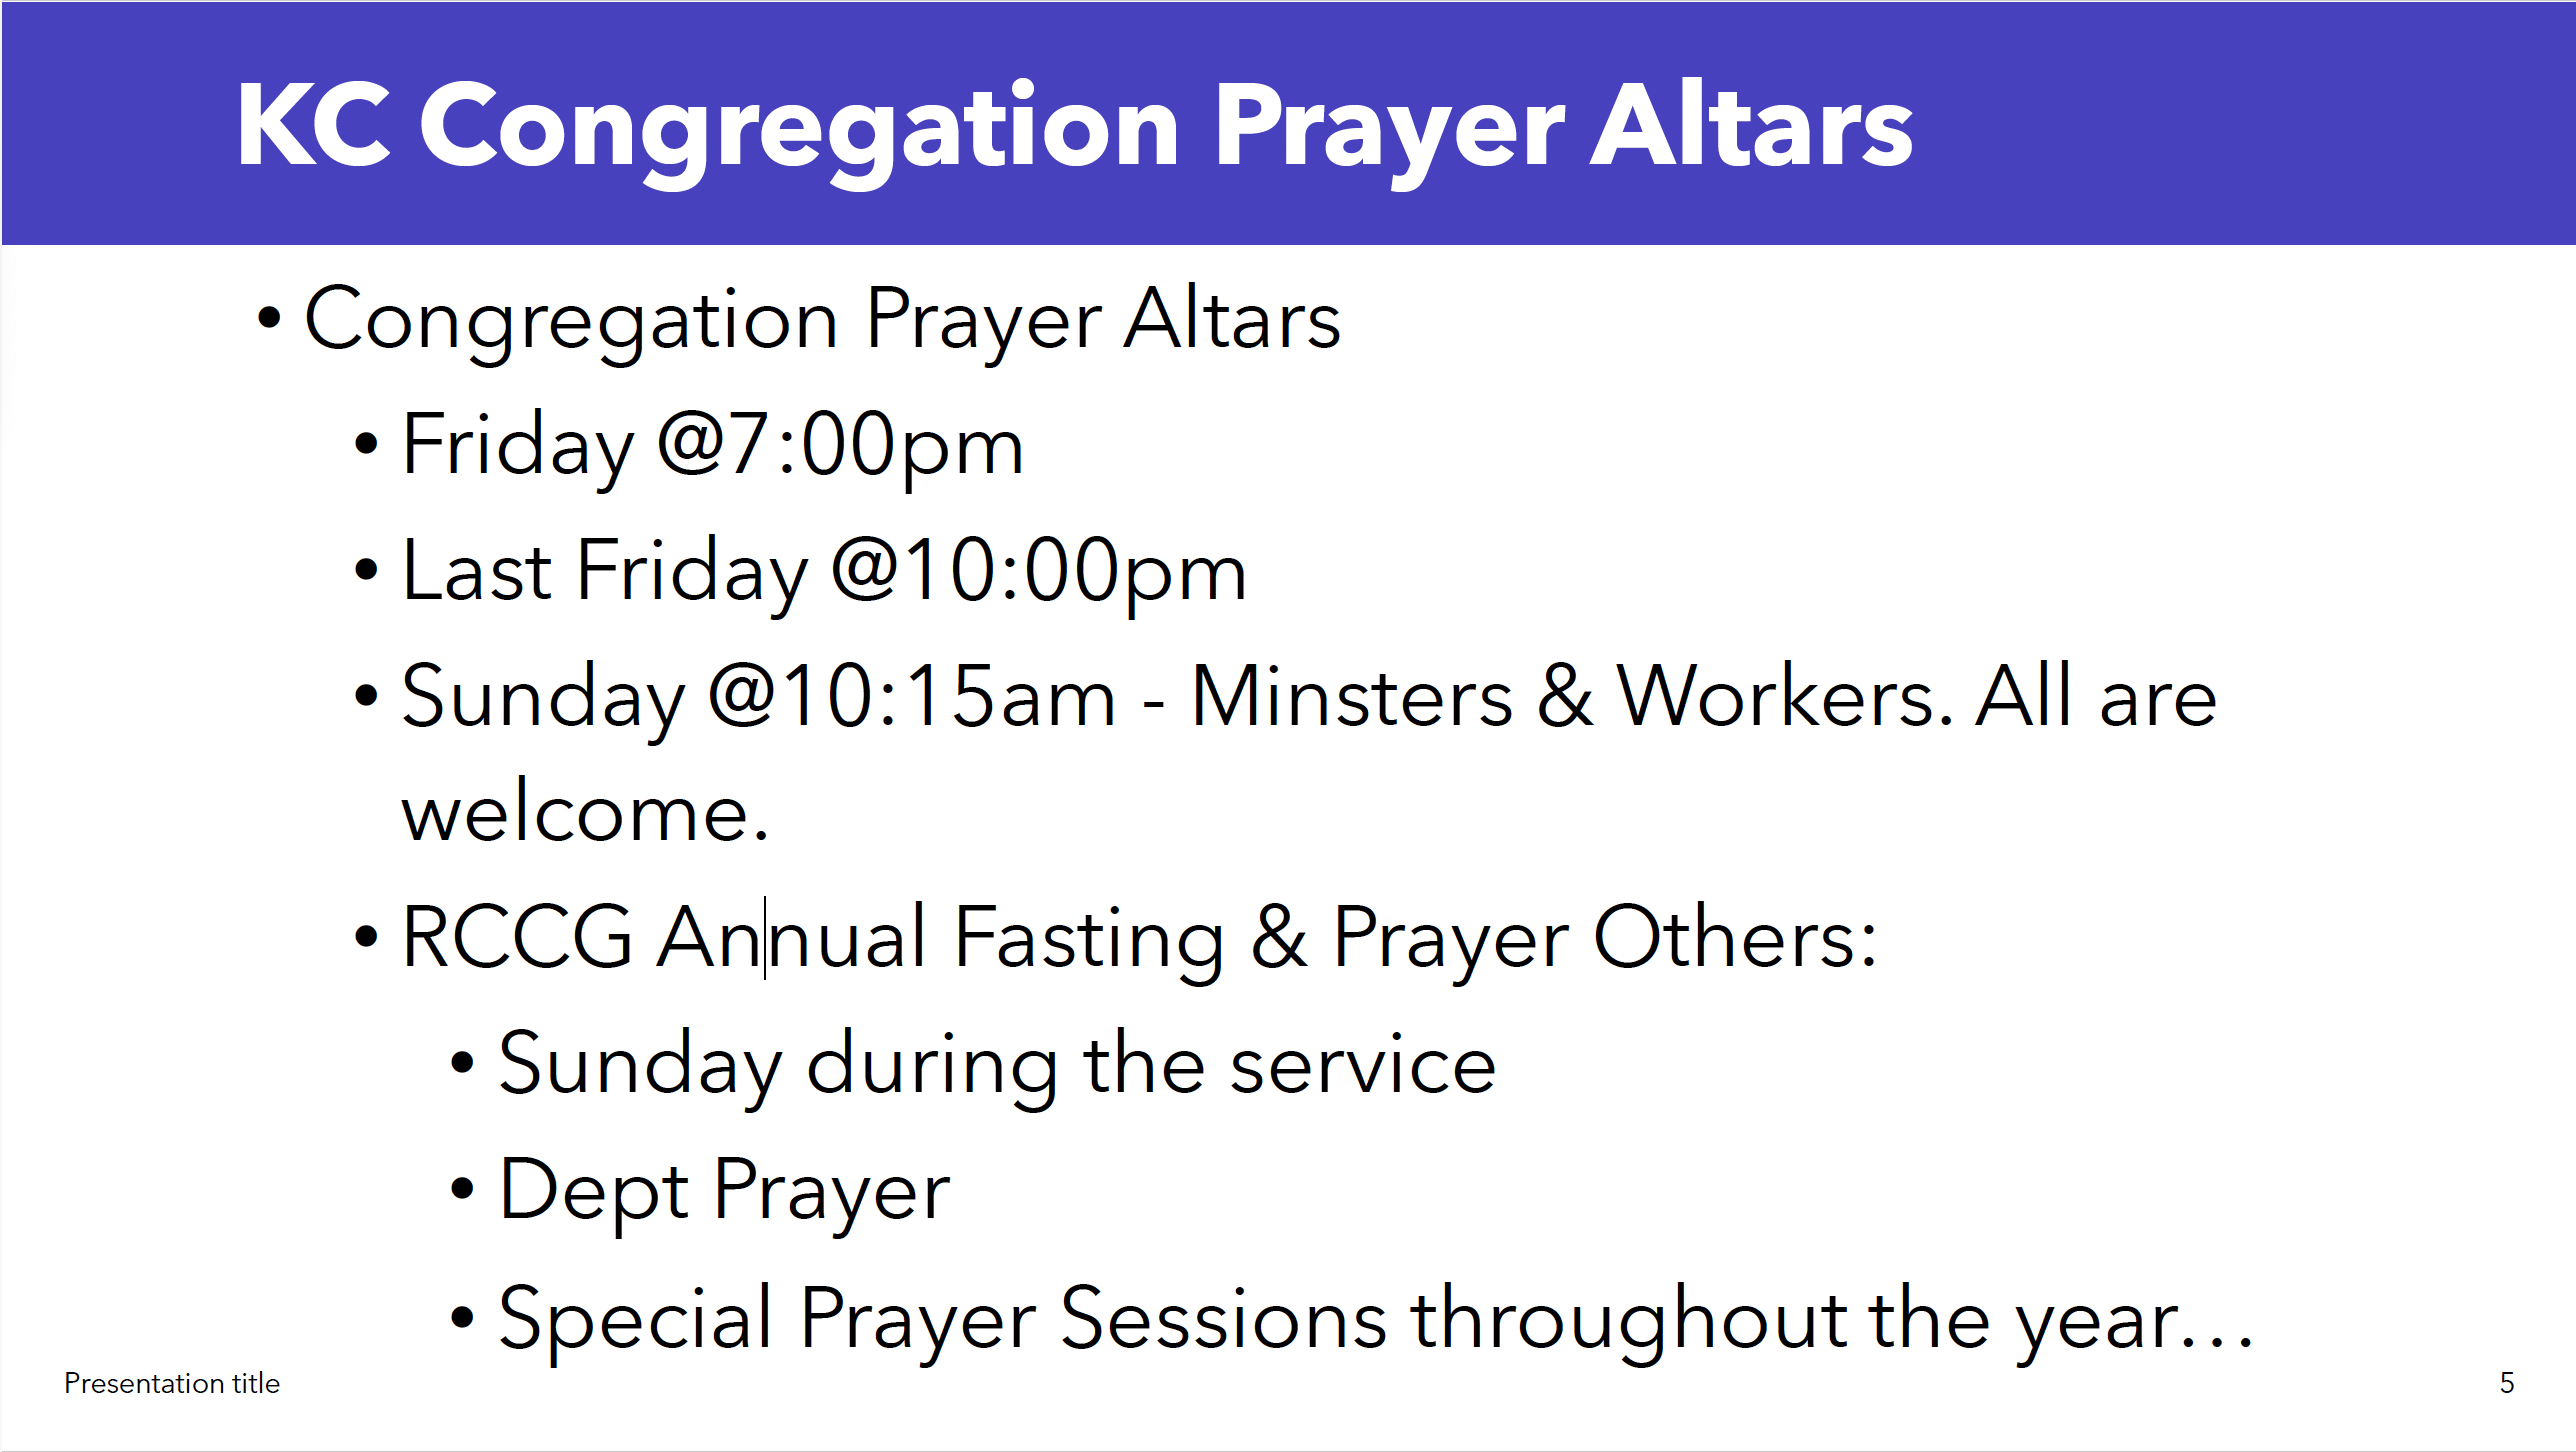 KC Congregation Prayer Altars
• Congregation Prayer Altars
• Friday @7:00pm
• Last Friday @10:00pm
• Sunday @10:15am - Minsters & Workers. All are
welcome.
• RCCG Annual Fasting & Prayer Others:
• Sunday during the service
• Dept Prayer
• Special Prayer Sessions throughout the year...
Presentation title
5